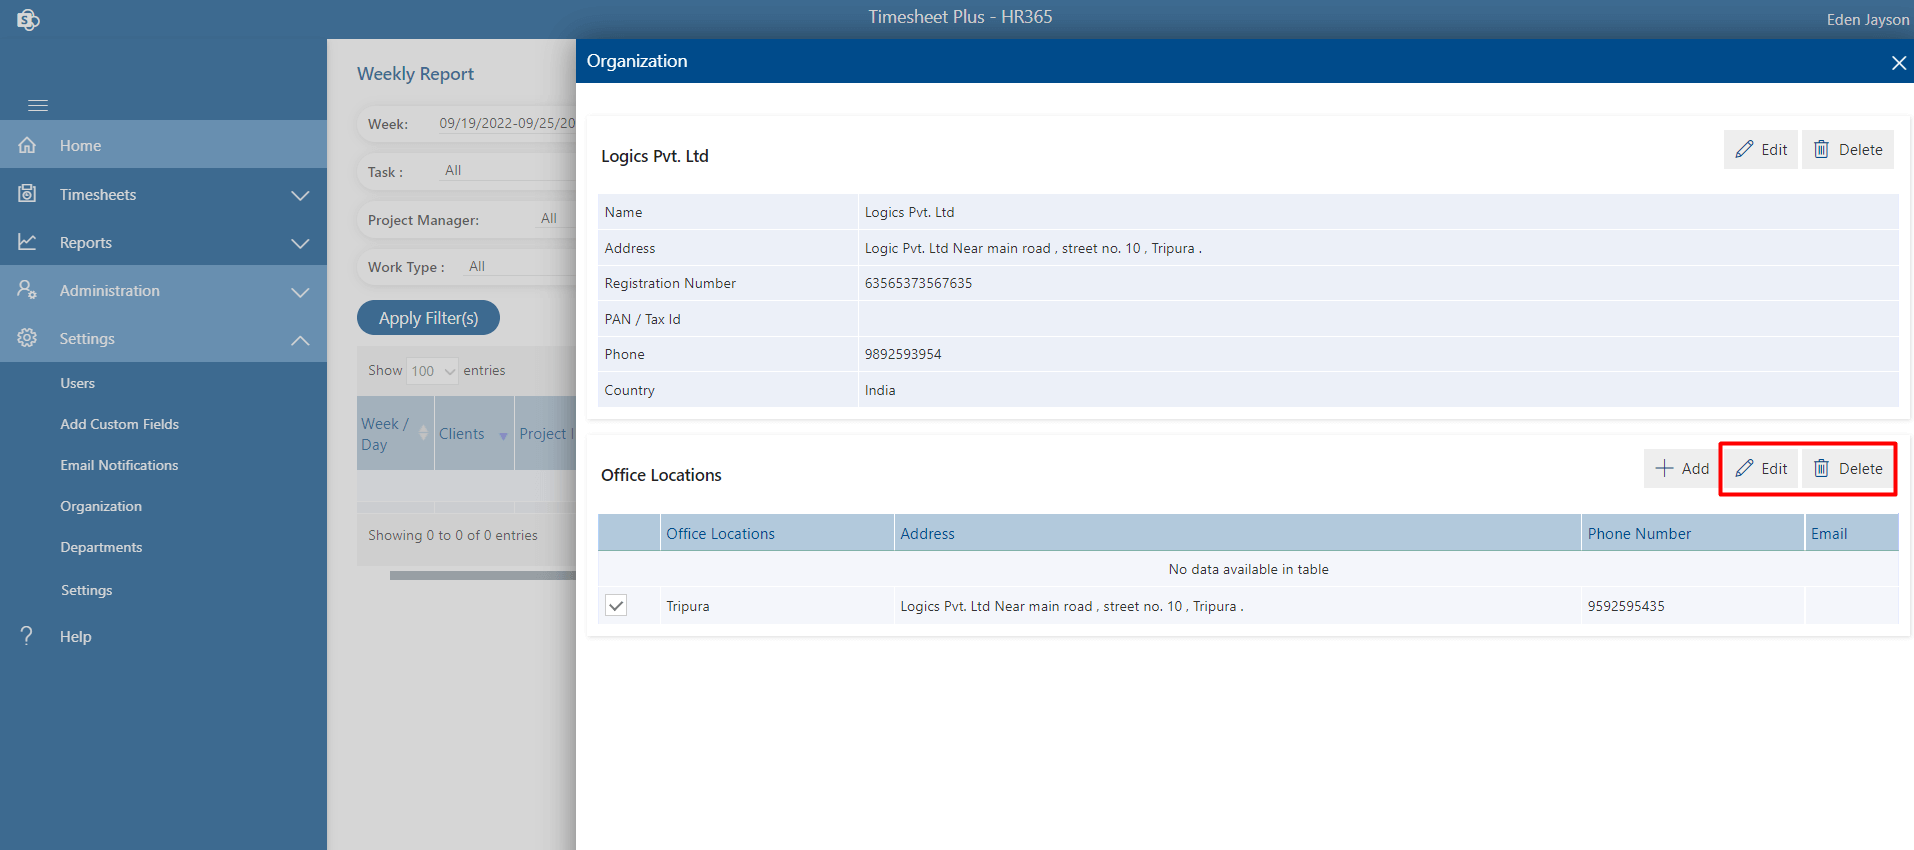 S
Timesheet Plus - HR365
Eden Jayson
Home
Timesheets
Reports
Administration
Settings
Users
Add Custom Fields
Email Notifications
Organization
Departments
Settings
? Help
Weekly Report
Week: 09/19/2022-09/25/20
Task : All
Project Manager: All
Work Type : All
Apply Filter(s)
Show 100 entries
Week / Day Clients Project
Showing 0 to 0 of 0 entries
Organization
Logics Pvt. Ltd Edit Delete
Name Logics Pvt. Ltd
Address Logic Pvt. Ltd Near main road , street no. 10 , Tripura .
Registration Number 63565373567635
PAN / Tax Id
Phone 9892593954
Country India
Office Locations Add Edit Delete
Office Locations Address Phone Number Email
No data available in table
Tripura Logics Pvt. Ltd Near main road , street no. 10 , Tripura . 9592595435